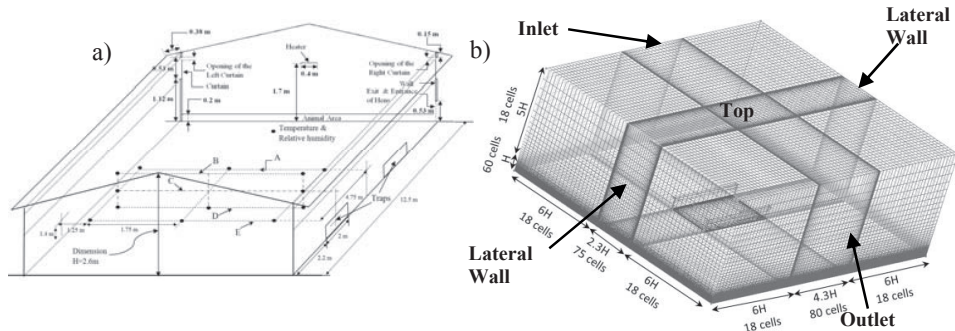 a)
0.30 m
0.15 m
Heater
Opening of the
Left Curtain
Opening of the
Right Curtain
0.53 m
0.4 m
Curtain
Wall
Exit & Entrance
of Hens
1.12 m
0.2 m
1.7 m
0.53 m
Animal Area
Temperature &
Relative humidity
A
B
C
D
E
4.75 m
12.5 m
Traps
1.25 m
1.75 m
2 m
2.2 m
Dimension
H=2.6m
b)
Inlet
Lateral
Wall
Top
18 cells
5H
60 cells
H
6H
18 cells
2.3H
75 cells
6H
18 cells
Lateral
Wall
6H
18 cells
4.3H
80 cells
6H
18 cells
Outlet